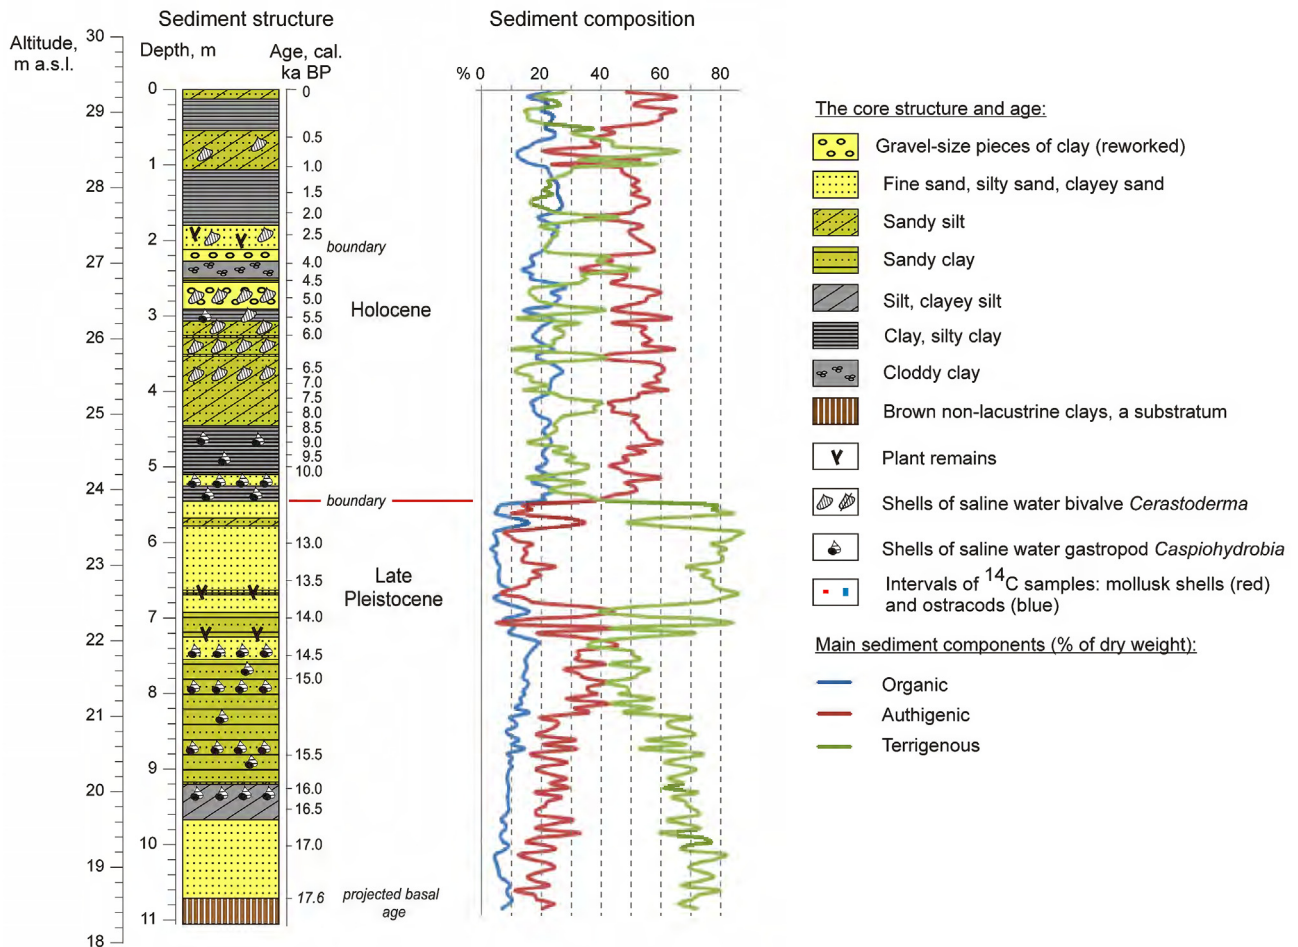 Sediment structure
Sediment composition
Altitude,
m a.s.l.
Depth, m
Age, cal.
ka BP
% 0 20 40 60 80
30
29
28
27
26
25
24
23
22
21
20
19
18
0
1
2
3
4
5
6
7
8
9
10
11
0
0.5
1.0
1.5
2.0
2.5
4.0
4.5
5.0
5.5
6.0
6.5
7.0
7.5
8.0
8.5
9.0
9.5
10.0
13.0
13.5
14.0
14.5
15.0
15.5
16.0
16.5
17.0
17.6
boundary
Holocene
boundary
Late
Pleistocene
projected basal
age
The core structure and age:
Gravel-size pieces of clay (reworked)
Fine sand, silty sand, clayey sand
Sandy silt
Sandy clay
Silt, clayey silt
Clay, silty clay
Cloddy clay
Brown non-lacustrine clays, a substratum
Plant remains
Shells of saline water bivalve Cerastoderma
Shells of saline water gastropod Caspiohydrobia
Intervals of 14C samples: mollusk shells (red)
and ostracods (blue)
Main sediment components (% of dry weight):
Organic
Authigenic
Terrigenous